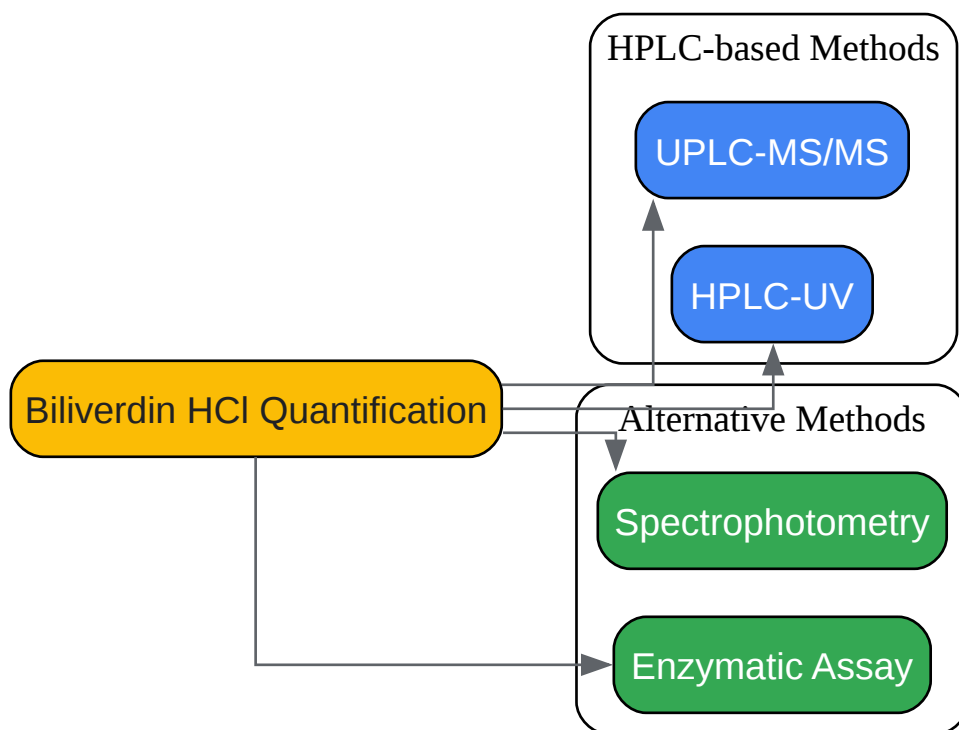 HPLC-based Methods
UPLC-MS/MS
HPLC-UV
Biliverdin HCl Quantification
Alternative Methods
Spectrophotometry
Enzymatic Assay